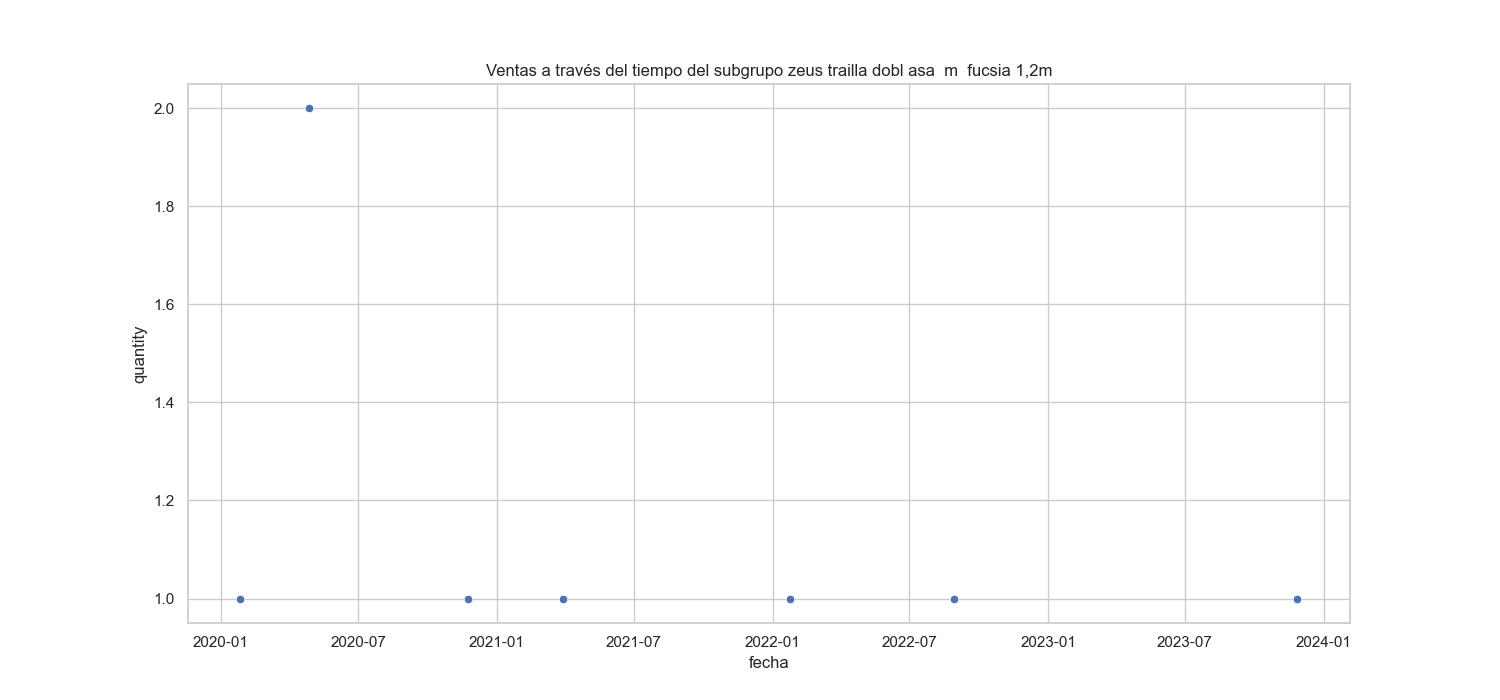 Ventas a través del tiempo del subgrupo zeus trailla dobl asa  m  fucsia 1,2m
2.0
1.8
1.6
1.4
1.2
1.0
quantity
2020-01 2020-07 2021-01 2021-07 2022-01 2022-07 2023-01 2023-07 2024-01
fecha